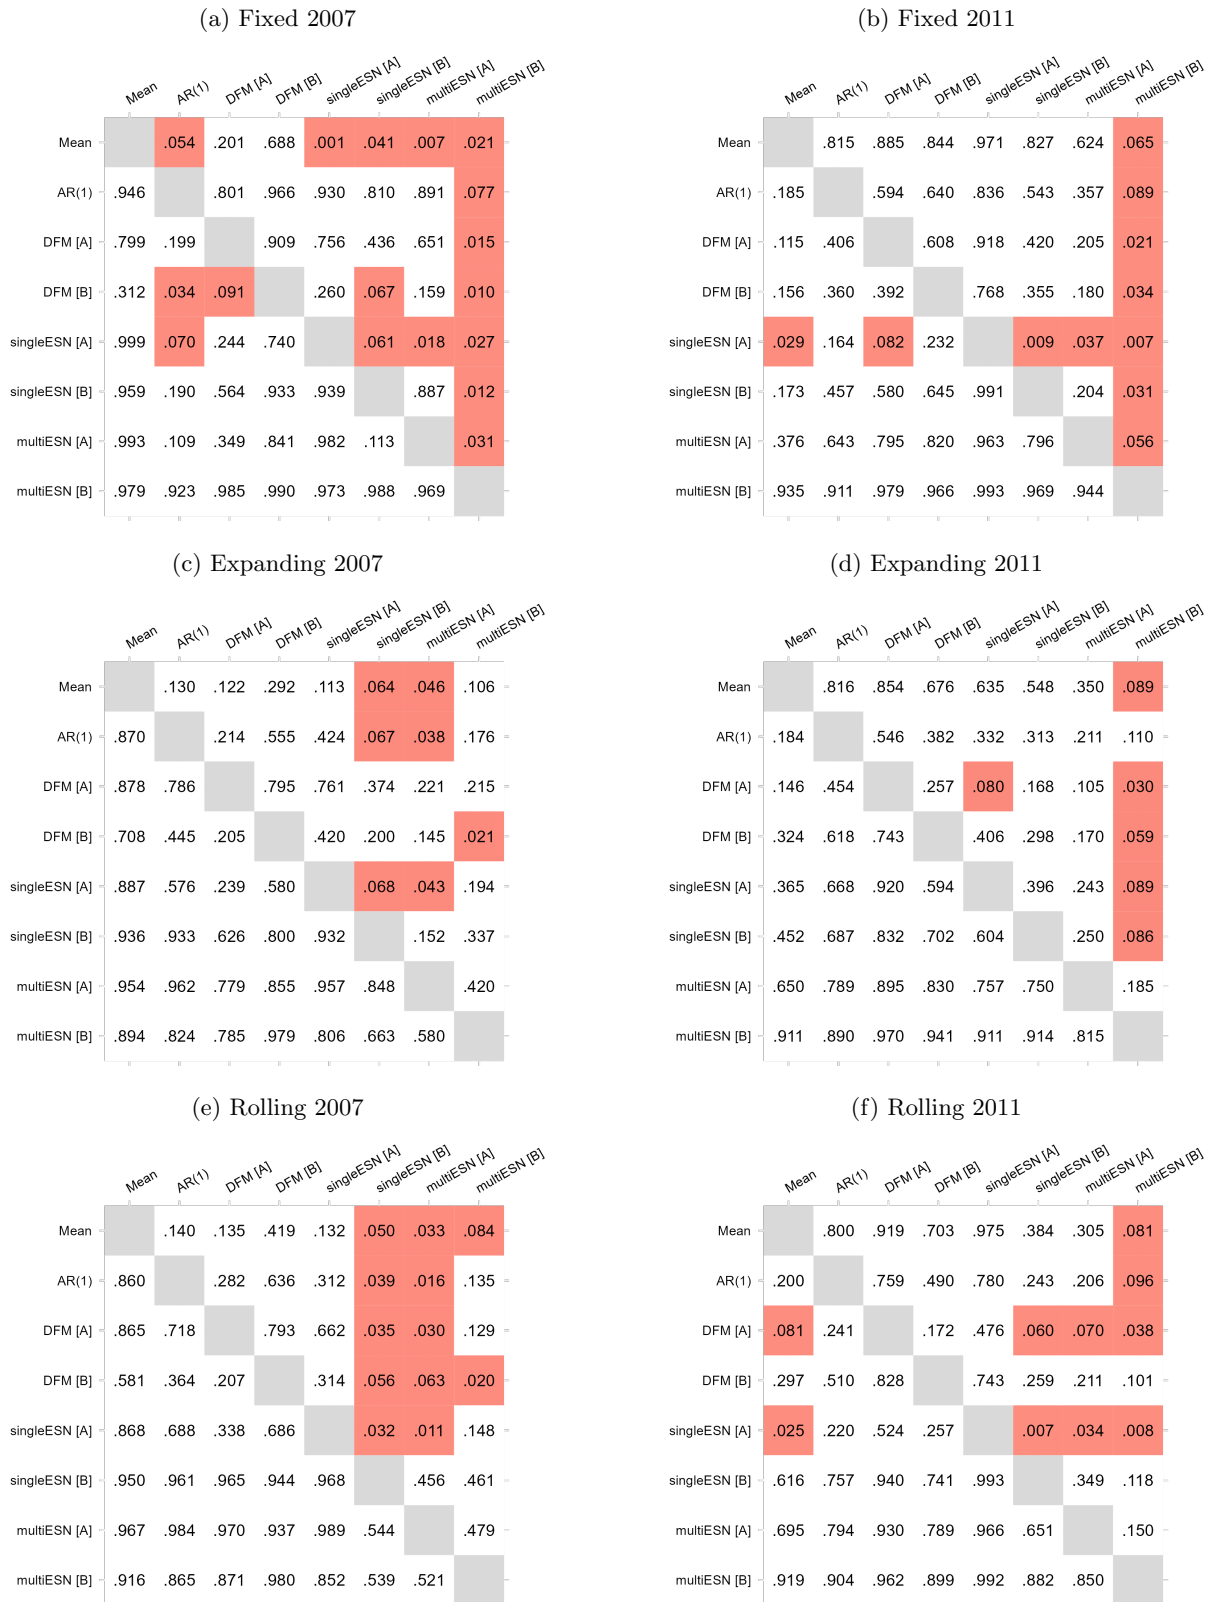 (a) Fixed 2007
(b) Fixed 2011
Mean AR(1) DFM [A] DFM [B] singleESN [A] singleESN [B] multiESN [A] multiESN [B]
Mean .054 .201 .688 .001 .041 .007 .021
AR(1) .946 .801 .966 .930 .810 .891 .077
DFM [A] .799 .199 .909 .756 .436 .651 .015
DFM [B] .312 .034 .091 .260 .067 .159 .010
singleESN [A] .999 .070 .244 .740 .061 .018 .027
singleESN [B] .959 .190 .564 .933 .939 .887 .012
multiESN [A] .993 .109 .349 .841 .982 .113 .031
multiESN [B] .979 .923 .985 .990 .973 .988 .969
Mean AR(1) DFM [A] DFM [B] singleESN [A] singleESN [B] multiESN [A] multiESN [B]
Mean .815 .885 .844 .971 .827 .624 .065
AR(1) .185 .594 .640 .836 .543 .357 .089
DFM [A] .115 .406 .608 .918 .420 .205 .021
DFM [B] .156 .360 .392 .768 .355 .180 .034
singleESN [A] .029 .164 .082 .232 .009 .037 .007
singleESN [B] .173 .457 .580 .645 .991 .204 .031
multiESN [A] .376 .643 .795 .820 .963 .796 .056
multiESN [B] .935 .911 .979 .966 .993 .969 .944
(c) Expanding 2007
(d) Expanding 2011
Mean AR(1) DFM [A] DFM [B] singleESN [A] singleESN [B] multiESN [A] multiESN [B]
Mean .130 .122 .292 .113 .064 .046 .106
AR(1) .870 .214 .555 .424 .067 .038 .176
DFM [A] .878 .786 .795 .761 .374 .221 .215
DFM [B] .708 .445 .205 .420 .200 .145 .021
singleESN [A] .887 .576 .239 .580 .068 .043 .194
singleESN [B] .936 .933 .626 .800 .932 .152 .337
multiESN [A] .954 .962 .779 .855 .957 .848 .420
multiESN [B] .894 .824 .785 .979 .806 .663 .580
Mean AR(1) DFM [A] DFM [B] singleESN [A] singleESN [B] multiESN [A] multiESN [B]
Mean .816 .854 .676 .635 .548 .350 .089
AR(1) .184 .546 .382 .332 .313 .211 .110
DFM [A] .146 .454 .257 .080 .168 .105 .030
DFM [B] .324 .618 .743 .406 .298 .170 .059
singleESN [A] .365 .668 .920 .594 .396 .243 .089
singleESN [B] .452 .687 .832 .702 .604 .250 .086
multiESN [A] .650 .789 .895 .830 .757 .750 .185
multiESN [B] .911 .890 .970 .941 .911 .914 .815
(e) Rolling 2007
(f) Rolling 2011
Mean AR(1) DFM [A] DFM [B] singleESN [A] singleESN [B] multiESN [A] multiESN [B]
Mean .140 .135 .419 .132 .050 .033 .084
AR(1) .860 .282 .636 .312 .039 .016 .135
DFM [A] .865 .718 .793 .662 .035 .030 .129
DFM [B] .581 .364 .207 .314 .056 .063 .020
singleESN [A] .868 .688 .338 .686 .032 .011 .148
singleESN [B] .950 .961 .965 .944 .968 .456 .461
multiESN [A] .967 .984 .970 .937 .989 .544 .479
multiESN [B] .916 .865 .871 .980 .852 .539 .521
Mean AR(1) DFM [A] DFM [B] singleESN [A] singleESN [B] multiESN [A] multiESN [B]
Mean .800 .919 .703 .975 .384 .305 .081
AR(1) .200 .759 .490 .780 .243 .206 .096
DFM [A] .081 .241 .172 .476 .060 .070 .038
DFM [B] .297 .510 .828 .743 .259 .211 .101
singleESN [A] .025 .220 .524 .257 .007 .034 .008
singleESN [B] .616 .757 .940 .741 .993 .349 .118
multiESN [A] .695 .794 .930 .789 .966 .651 .150
multiESN [B] .919 .904 .962 .899 .992 .882 .850